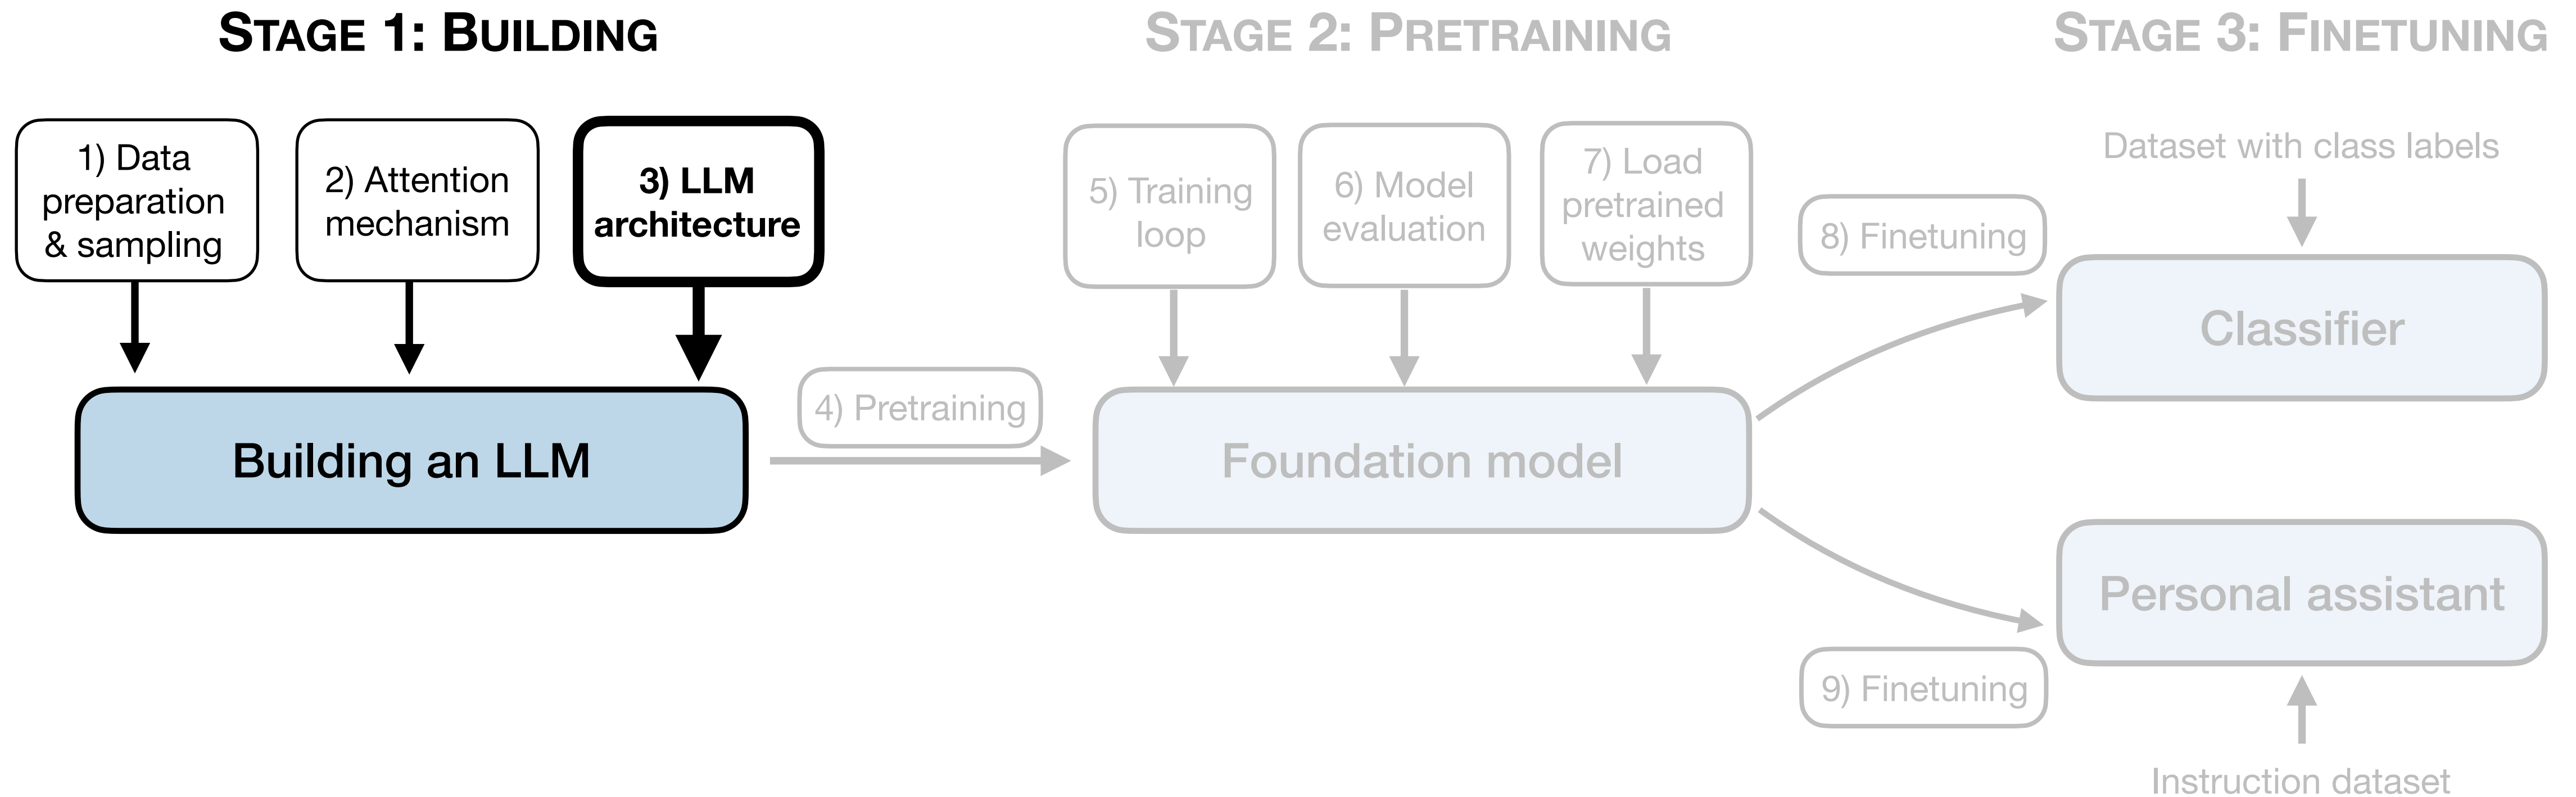 STAGE 1: BUILDING
STAGE 2: PRETRAINING
STAGE 3: FINETUNING
1) Data
preparation
& sampling
2) Attention
mechanism
3) LLM
architecture
Building an LLM
4) Pretraining
5) Training
loop
6) Model
evaluation
7) Load
pretrained
weights
Foundation model
8) Finetuning
Dataset with class labels
Classifier
Personal assistant
9) Finetuning
Instruction dataset